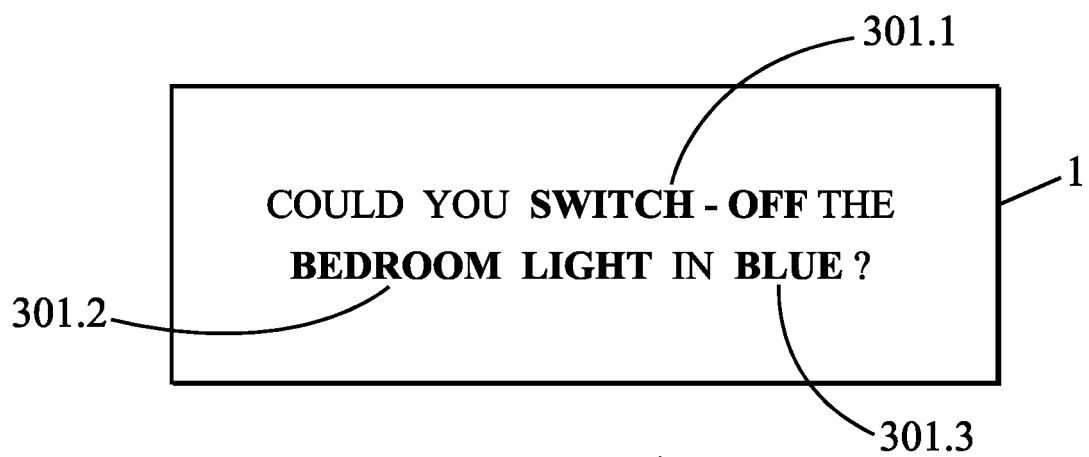 301.1
1
COULD YOU SWITCH - OFF THE
BEDROOM LIGHT IN BLUE ?
301.2
301.3